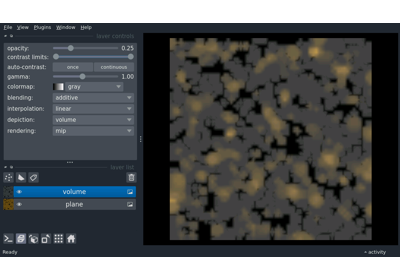 File View Plugins Window Help
layer controls
opacity: 0.25
contrast limits:
auto-contrast: once continuous
gamma: 1.00
colormap: gray
blending: additive
interpolation: linear
depiction: volume
rendering: mip
layer list
volume
plane
Ready activity